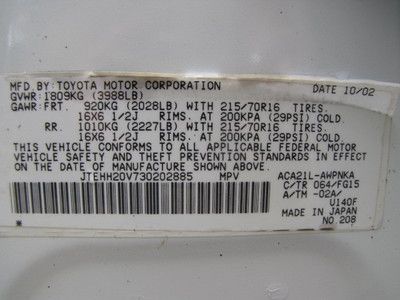 MFD BY: TOYOTA MOTOR CORPORATION DATE 10/02
GVWR: 1809KG (3988LB)
GAWR: FRT. 920KG (2028LB) WITH 215/70R16 TIRES.
16X6 1/2J RIMS. AT 200KPA (29PSI) COLD
RR. 1010KG (2227LB) WITH 215/70R16 TIRES.
16X6 1/2J RIMS. AT 200KPA (29PSI) COLD
THIS VEHICLE CONFORMS TO ALL APPLICABLE FEDERAL MOTOR
VEHICLE SAFETY AND THEFT PREVENTION STANDARDS IN EFFECT
ON THE DATE OF MANUFACTURE SHOWN ABOVE.
JTEHH20V730202885 MPV ACA21L-AWPNKA
C/TR 064/FG15
A/TM -02A/
U140F
MADE IN JAPAN
NO.208